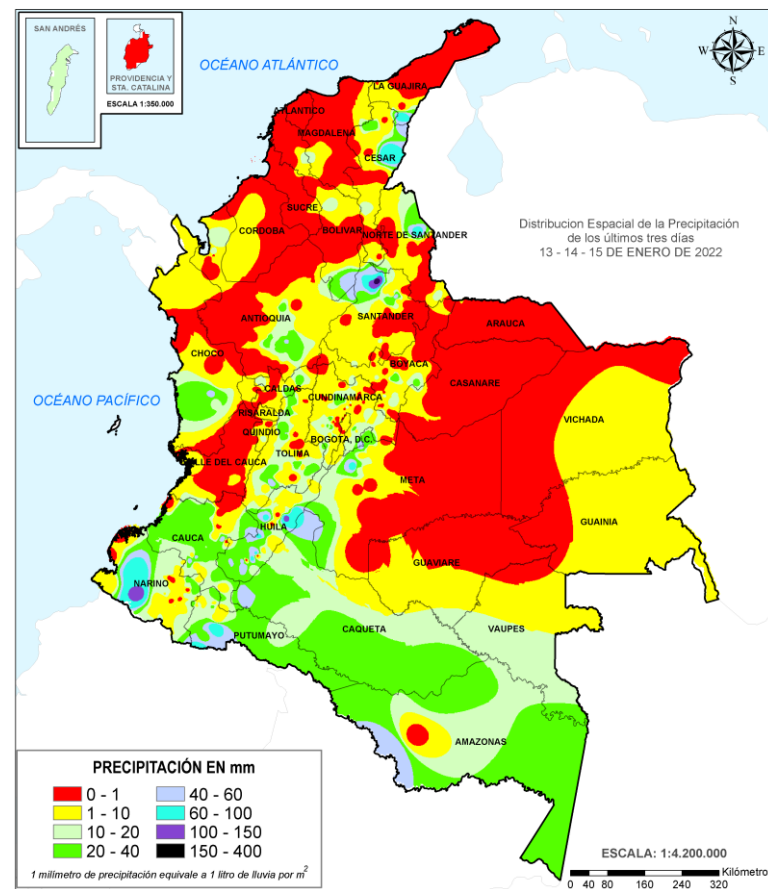 SAN ANDRÉS
PROVIDENCIA Y
STA. CATALINA
ESCALA 1:350.000
OCÉANO ATLÁNTICO
N
W
E
S
LA GUAJIRA
ATLANTICO
MAGDALENA
CESAR
SUCRE
CORDOBA
BOLIVAR
NORTE DE SANTANDER
Distribucion Espacial de la Precipitación
de los últimos tres días
13 - 14 - 15 DE ENERO DE 2022
ANTIOQUIA
SANTANDER
ARAUCA
CHOCO
BOYACA
CASANARE
OCÉANO PACÍFICO
CALDAS
CUNDINAMARCA
RISARALDA
VICHADA
QUINDIO
BOGOTA, D.C.
TOLIMA
VALLE DEL CAUCA
META
GUAINIA
HUILA
CAUCA
GUAVIARE
NARIÑO
PUTUMAYO
CAQUETA
VAUPES
AMAZONAS
PRECIPITACIÓN EN mm
0 - 1
40 - 60
1 - 10
60 - 100
10 - 20
100 - 150
20 - 40
150 - 400
1 milímetro de precipitación equivale a 1 litro de lluvia por m²
ESCALA: 1:4.200.000
Kilómetro
0 40 80 160 240 320